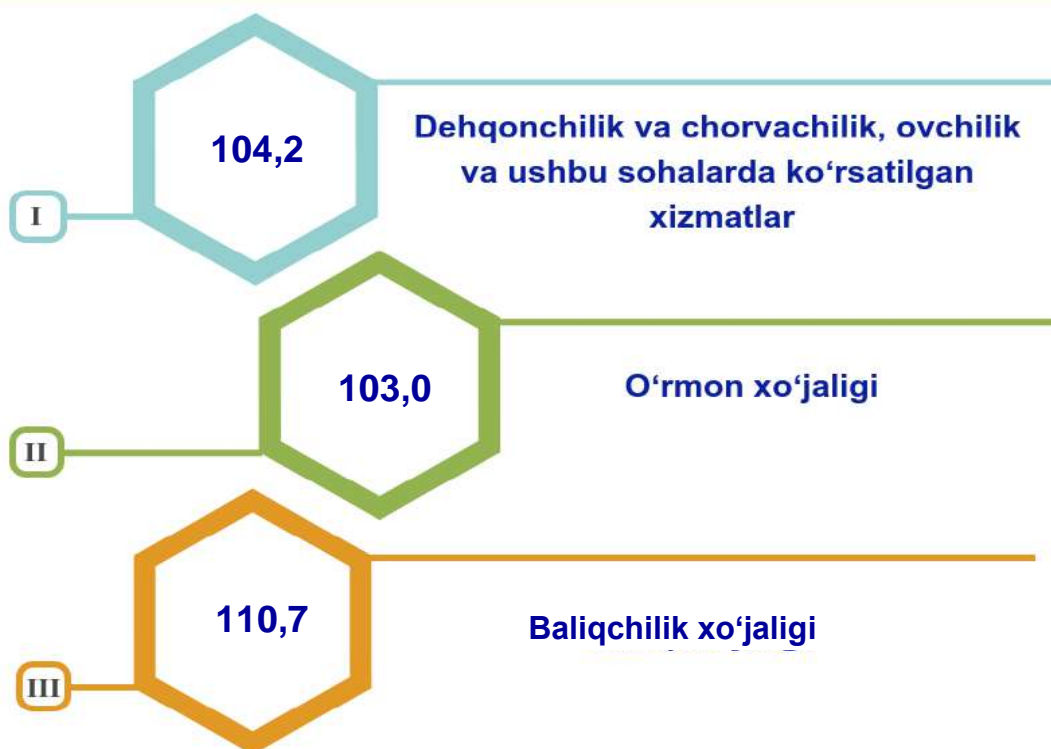 104,2
Dehqonchilik va chorvachilik, ovchilik
va ushbu sohalarda ko‘rsatilgan
xizmatlar
I
103,0
O‘rmon xo‘jaligi
II
110,7
Baliqchilik xo‘jaligi
III